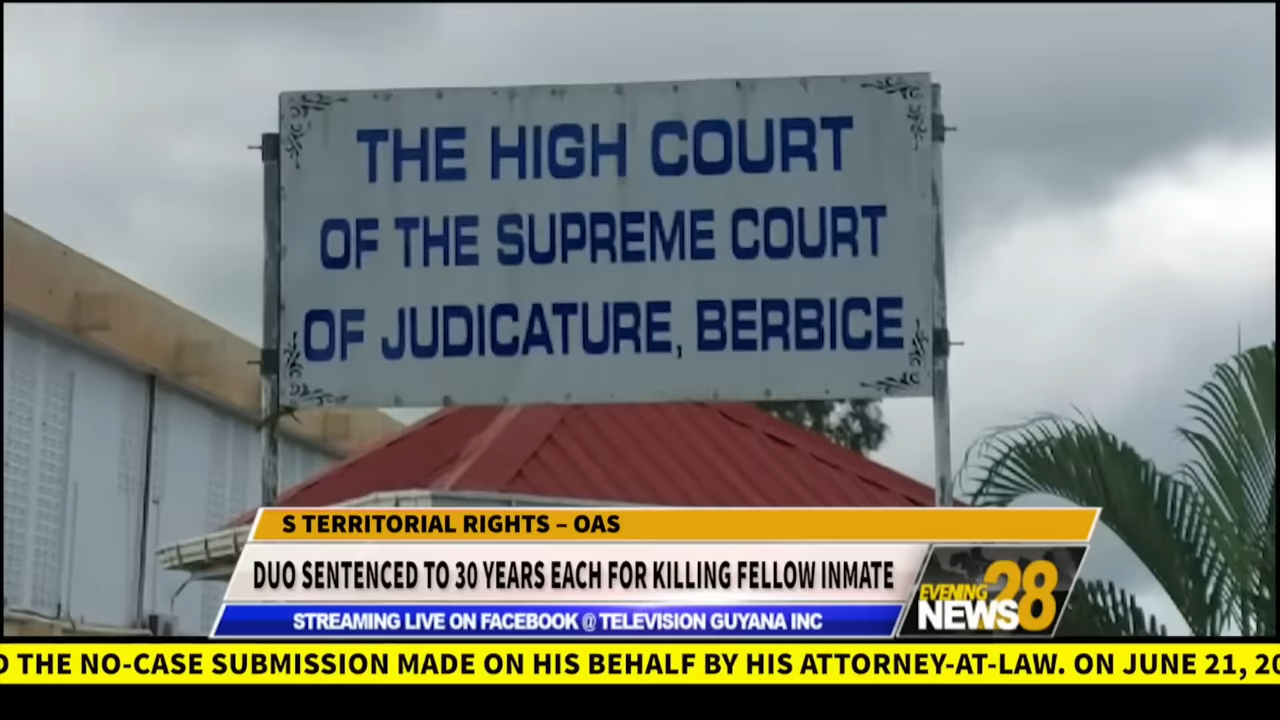 THE HIGH COURT
OF THE SUPREME COURT
OF JUDICATURE, BERBICE
S TERRITORIAL RIGHTS – OAS
DUO SENTENCED TO 30 YEARS EACH FOR KILLING FELLOW INMATE
EVENING
NEWS 28
STREAMING LIVE ON FACEBOOK @ TELEVISION GUYANA INC
THE NO-CASE SUBMISSION MADE ON HIS BEHALF BY HIS ATTORNEY-AT-LAW. ON JUNE 21,